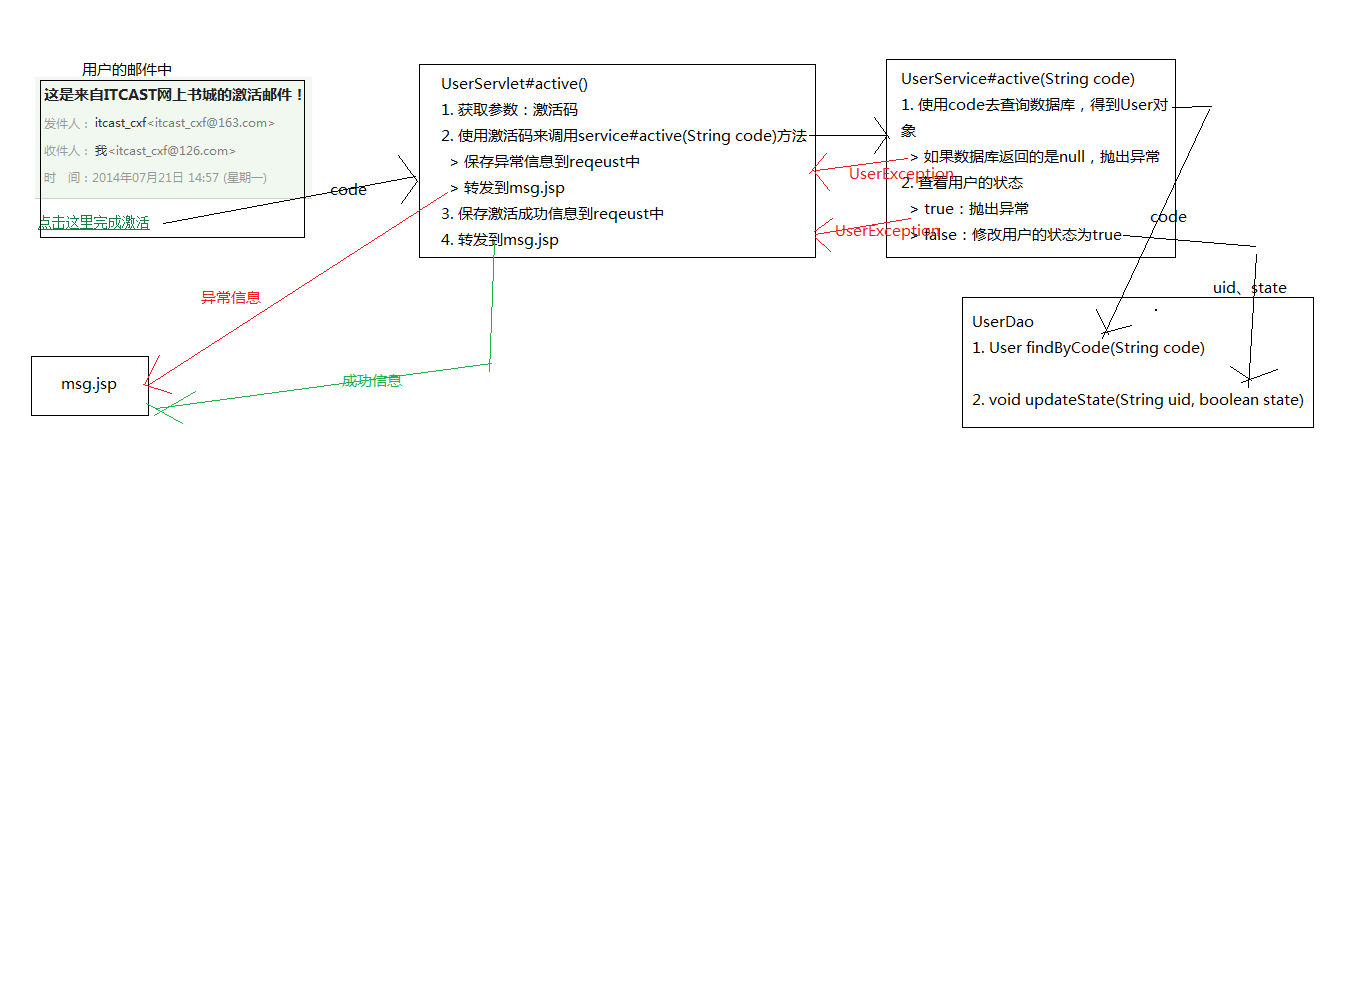 用户的邮件中
这是来自ITCAST网上书城的激活邮件！
发件人：itcast_cxf<itcast_cxf@163.com>
收件人：我<itcast_cxf@126.com>
时　间：2014年07月21日 14:57 (星期一)
点击这里完成激活
code
UserServlet#active()
1. 获取参数：激活码
2. 使用激活码来调用service#active(String code)方法
> 保存异常信息到reqeust中
> 转发到msg.jsp
3. 保存激活成功信息到reqeust中
4. 转发到msg.jsp
UserException
UserException
UserService#active(String code)
1. 使用code去查询数据库，得到User对
象
> 如果数据库返回的是null，抛出异常
2. 查看用户的状态
> true：抛出异常
> false：修改用户的状态为true
code
uid、state
UserDao
1. User findByCode(String code)
2. void updateState(String uid, boolean state)
异常信息
成功信息
msg.jsp